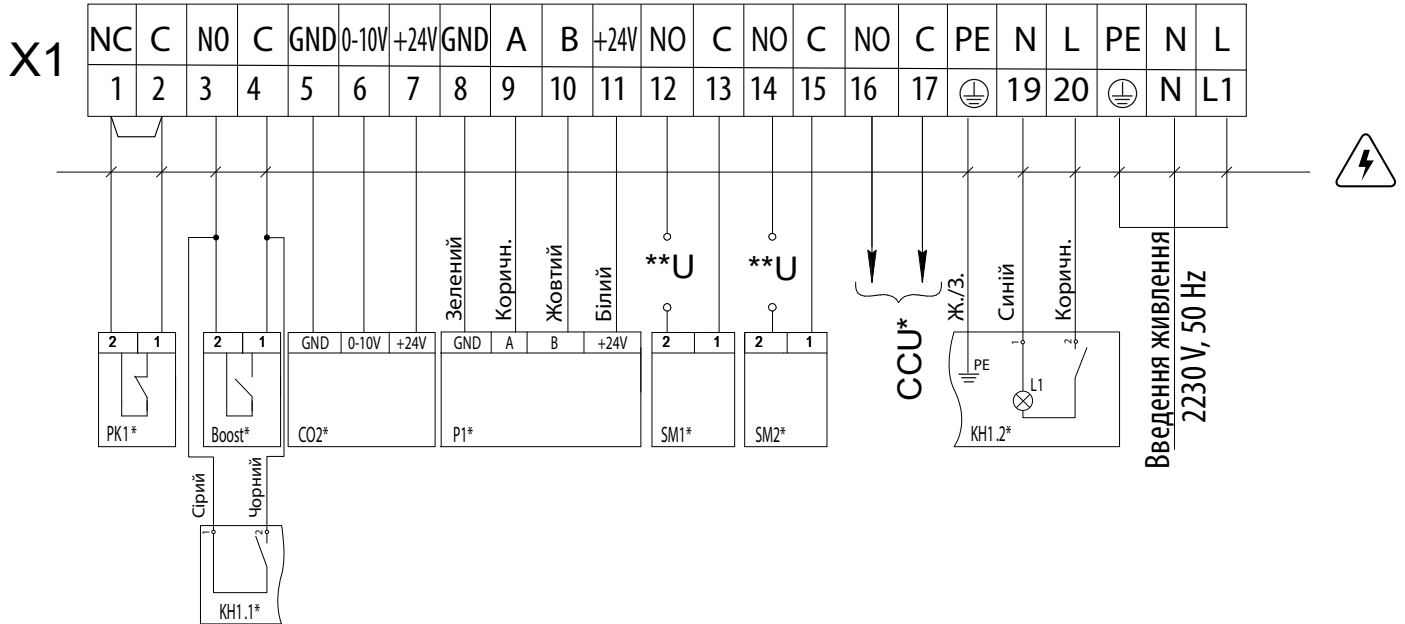 X1
NC C NO C GND 0-10V +24V GND A B +24V NO C NO C NO C PE N L PE N L
1 2 3 4 5 6 7 8 9 10 11 12 13 14 15 16 17 19 20 N L1
Зелений
Коричн.
Жовтий
Білий
**U
**U
CCU*
Ж./З.
Синій
Коричн.
Введення живлення
2230 V, 50 Hz
2 1
PK1*
2 1
Boost*
GND 0-10V +24V
CO2*
GND A B +24V
P1*
2 1
SM1*
2 1
SM2*
1 2
PE
L1
KH1.2*
Сірий
Чорний
1 2
KH1.1*